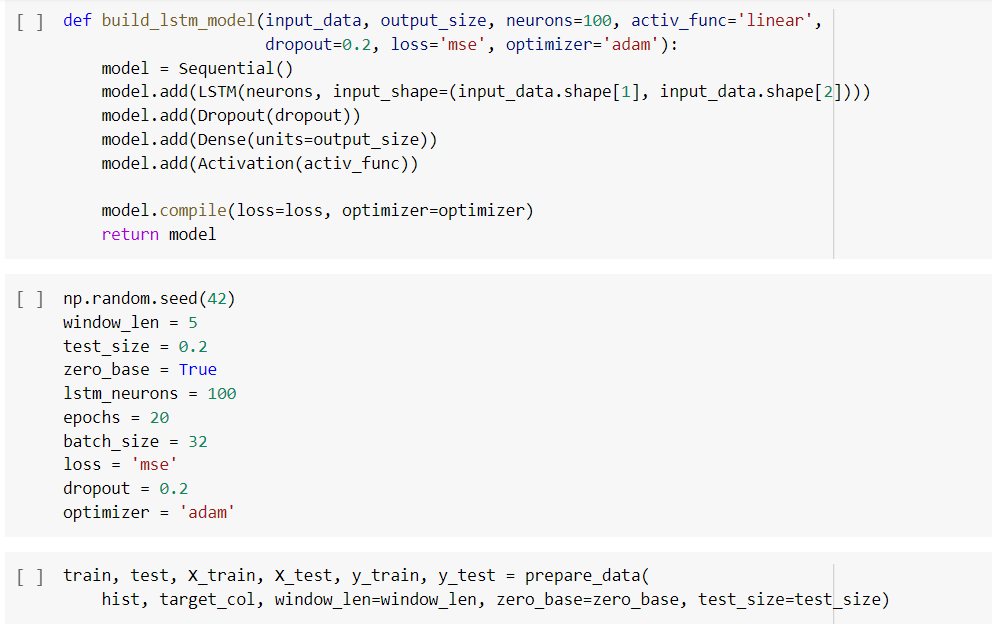 [ ] def build_lstm_model(input_data, output_size, neurons=100, activ_func='linear',
                     dropout=0.2, loss='mse', optimizer='adam'):
    model = Sequential()
    model.add(LSTM(neurons, input_shape=(input_data.shape[1], input_data.shape[2])))
    model.add(Dropout(dropout))
    model.add(Dense(units=output_size))
    model.add(Activation(activ_func))

    model.compile(loss=loss, optimizer=optimizer)
    return model
[ ] np.random.seed(42)
window_len = 5
test_size = 0.2
zero_base = True
lstm_neurons = 100
epochs = 20
batch_size = 32
loss = 'mse'
dropout = 0.2
optimizer = 'adam'
[ ] train, test, X_train, X_test, y_train, y_test = prepare_data(
    hist, target_col, window_len=window_len, zero_base=zero_base, test_size=test_size)